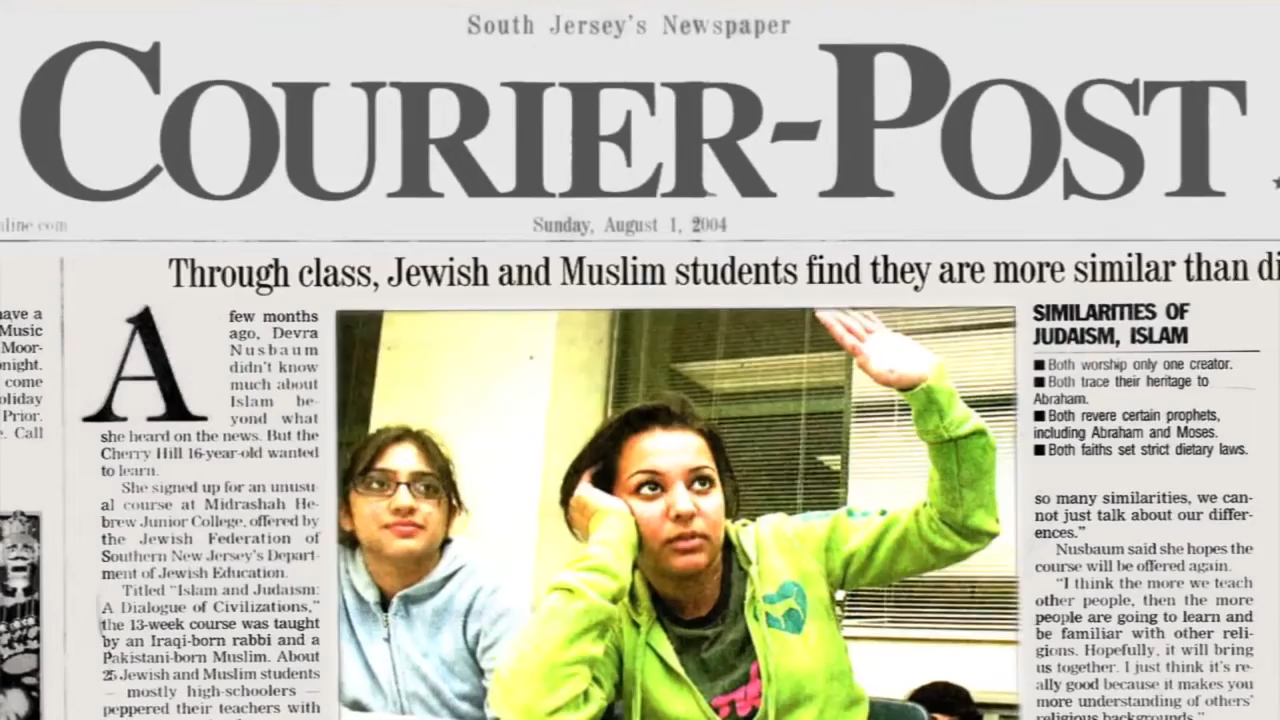 South Jersey's Newspaper
COURIER-POST
Sunday, August 1, 2004
Through class, Jewish and Muslim students find they are more similar than di
have a
Music
Moor-
night.
come
oliday
Prior.
e. Call
A few months
ago, Devra
Nusbaum
didn't know
much about
Islam be-
yond what
she heard on the news. But the
Cherry Hill 16-year-old wanted
to learn.
She signed up for an unusu-
al course at Midrashah He-
brew Junior College, offered by
the Jewish Federation of
Southern New Jersey's Depart-
ment of Jewish Education.
Titled "Islam and Judaism:
A Dialogue of Civilizations,"
the 13-week course was taught
by an Iraqi-born rabbi and a
Pakistani-born Muslim. About
25 Jewish and Muslim students
— mostly high-schoolers —
peppered their teachers with
SIMILARITIES OF
JUDAISM, ISLAM
■ Both worship only one creator.
■ Both trace their heritage to
Abraham.
■ Both revere certain prophets,
including Abraham and Moses.
■ Both faiths set strict dietary laws.
so many similarities, we can-
not just talk about our differ-
ences."
Nusbaum said she hopes the
course will be offered again.
"I think the more we teach
other people, then the more
people are going to learn and
be familiar with other reli-
gions. Hopefully, it will bring
us together. I just think it's re-
ally good because it makes you
more understanding of others'
religious backgrounds."